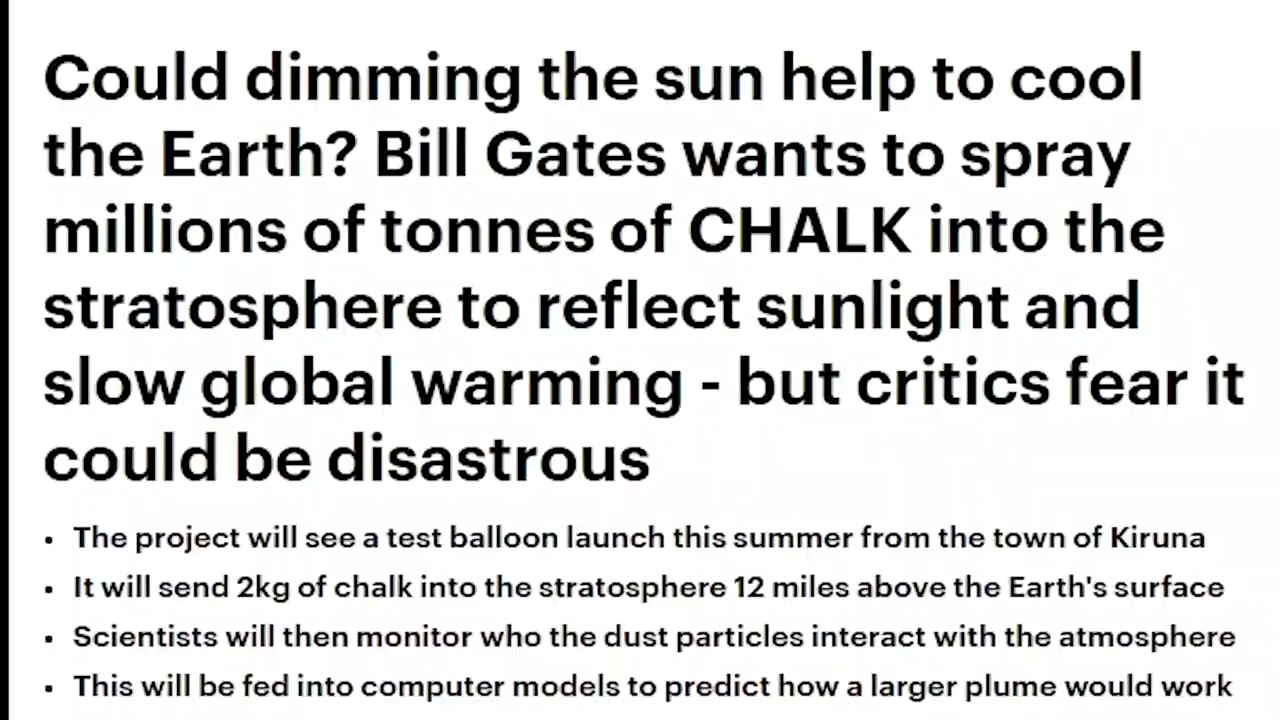 Could dimming the sun help to cool
the Earth? Bill Gates wants to spray
millions of tonnes of CHALK into the
stratosphere to reflect sunlight and
slow global warming - but critics fear it
could be disastrous
• The project will see a test balloon launch this summer from the town of Kiruna
• It will send 2kg of chalk into the stratosphere 12 miles above the Earth's surface
• Scientists will then monitor who the dust particles interact with the atmosphere
• This will be fed into computer models to predict how a larger plume would work